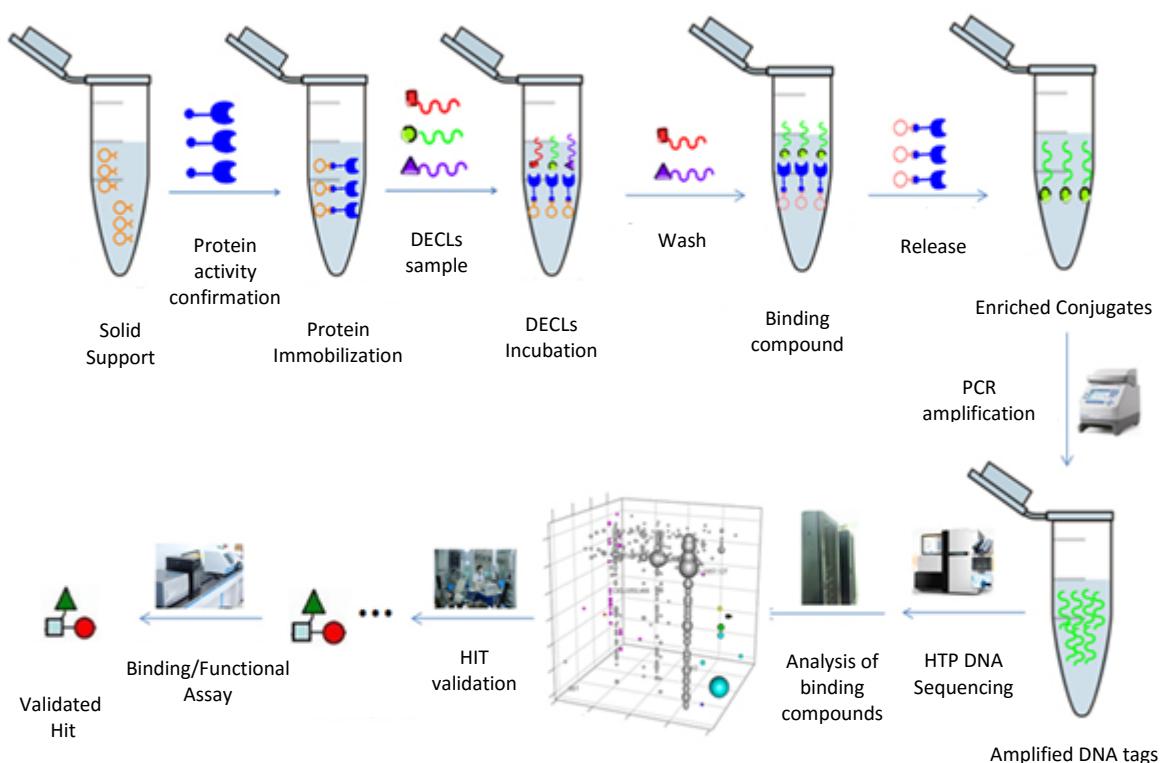 Protein
activity
confirmation
DECLs
sample
Wash
Release
Solid
Support
Protein
Immobilization
DECLs
Incubation
Binding
compound
Enriched Conjugates
PCR
amplification
HTP DNA
Sequencing
Analysis of
binding
compounds
HIT
validation
Binding/Functional
Assay
Validated
Hit
Amplified DNA tags